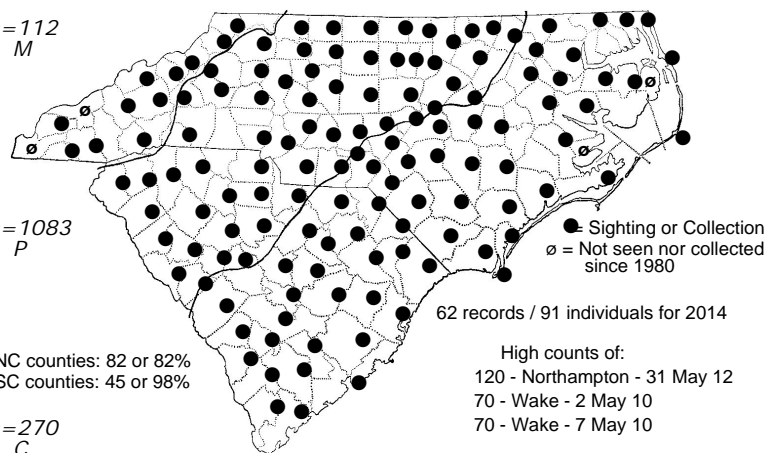 =112
M
=1083
P
=270
C
NC counties: 82 or 82%
SC counties: 45 or 98%
= Sighting or Collection
ø = Not seen nor collected
since 1980
62 records / 91 individuals for 2014
High counts of:
120 - Northampton - 31 May 12
70 - Wake - 2 May 10
70 - Wake - 7 May 10